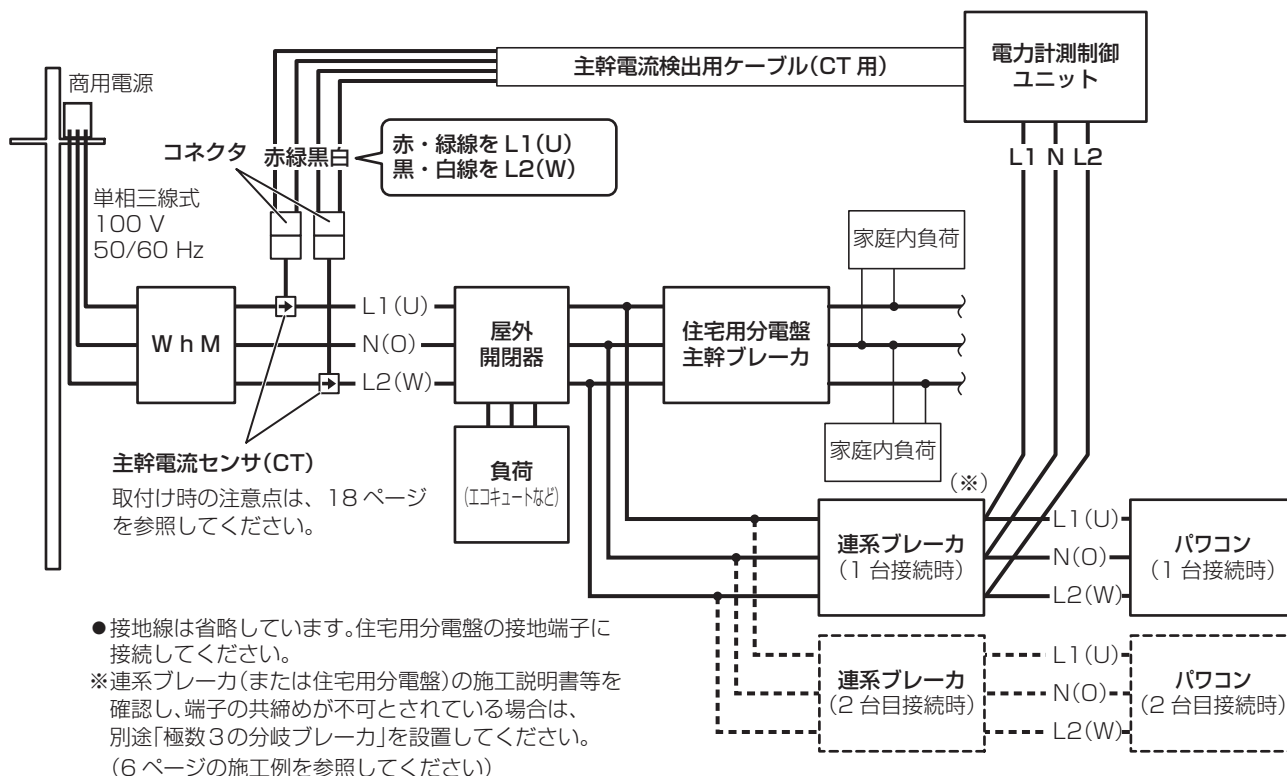 主幹電流検出用ケーブル(CT 用)
電力計測制御
ユニット
商用電源
コネクタ
赤緑黒白
赤・緑線を L1(U)
黒・白線を L2(W)
L1 N L2
単相三線式
100 V
50/60 Hz
家庭内負荷
W h M
L1(U)
N(O)
L2(W)
屋外
開閉器
住宅用分電盤
主幹ブレーカ
家庭内負荷
主幹電流センサ(CT)
取付け時の注意点は、18 ページ
を参照してください。
負荷
(エコキュートなど)
(※)
連系ブレーカ
(1 台接続時)
L1(U)
N(O)
L2(W)
パワコン
(1 台接続時)
連系ブレーカ
(2 台目接続時)
L1(U)
N(O)
L2(W)
パワコン
(2 台目接続時)
●接地線は省略しています。住宅用分電盤の接地端子に
接続してください。
※連系ブレーカ(または住宅用分電盤)の施工説明書等を
確認し、端子の共締めが不可とされている場合は、
別途「極数3の分岐ブレーカ」を設置してください。
(6 ページの施工例を参照してください)